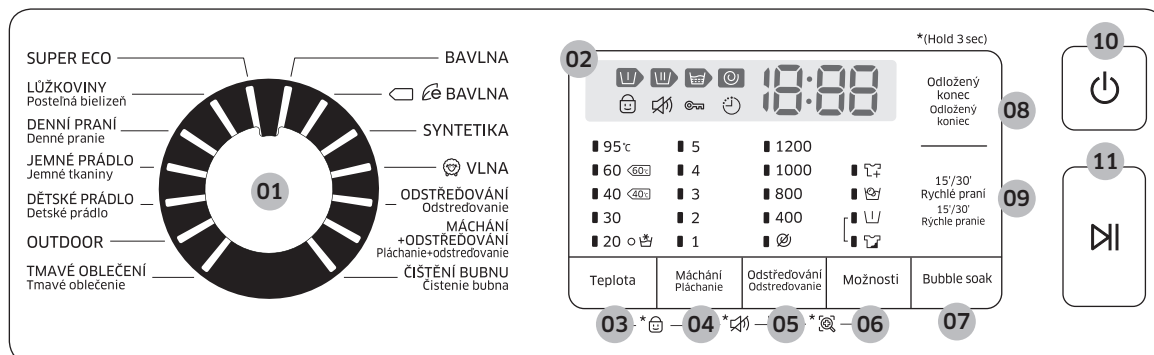 *(Hold 3 sec)
SUPER ECO
LŮŽKOVINY
Posteľná bielizeň
DENNÍ PRANÍ
Denné pranie
JEMNÉ PRÁDLO
Jemné tkaniny
DĚTSKÉ PRÁDLO
Detské prádlo
OUTDOOR
TMAVÉ OBLEČENÍ
Tmavé oblečenie
01
BAVLNA
e BAVLNA
SYNTETIKA
VLNA
ODSTŘEĎOVÁNÍ
Odstreďovanie
MÁCHÁNÍ
+ODSTŘEĎOVÁNÍ
Pláchanie+odstreďovanie
ČIŠTĚNÍ BUBNU
Čistenie bubna
02
18:88
95°c 5 1200
60 60°c 4 1000
40 40°c 3 800
30 2 400
20 1
Odložený
konec
Odložený
koniec
08
15'/30'
Rychlé praní
15'/30'
Rýchle pranie
09
Teplota
Máchání
Pláchanie
Odstřeďování
Odstreďovanie
Možnosti
Bubble soak
03 * 04 * 05 * 06
07
10
11